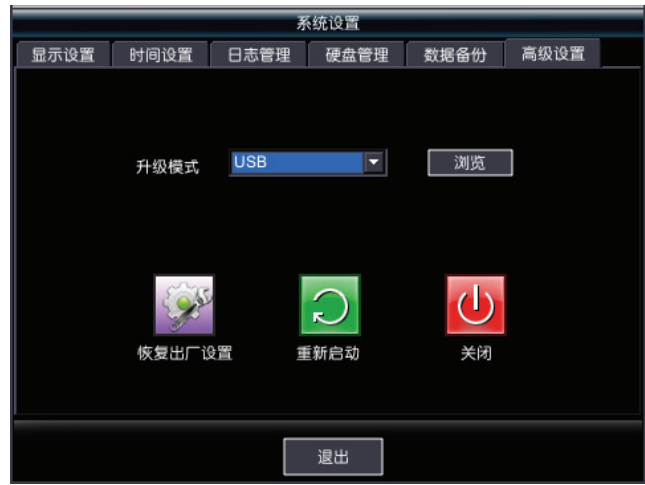 系统设置
显示设置 时间设置 日志管理 硬盘管理 数据备份 高级设置
升级模式 USB 浏览
恢复出厂设置 重新启动 关闭
退出